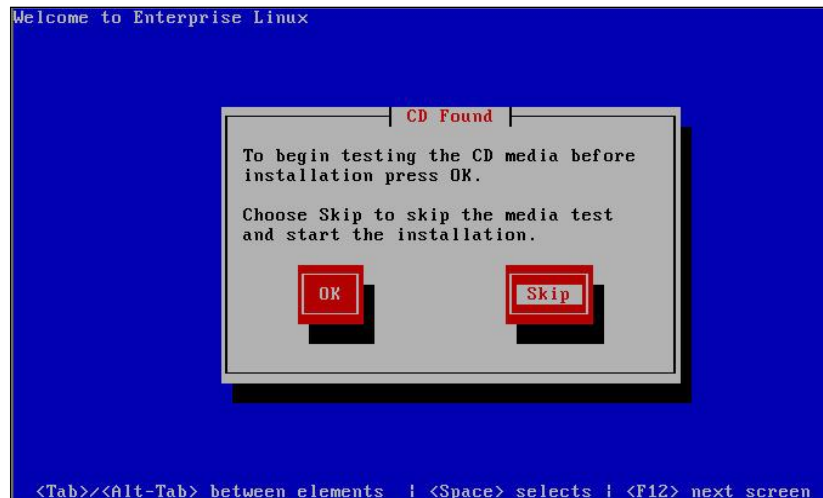 Welcome to Enterprise Linux
CD Found
To begin testing the CD media before
installation press OK.
Choose Skip to skip the media test
and start the installation.
OK Skip
<Tab>/<Alt-Tab> between elements | <Space> selects | <F12> next screen